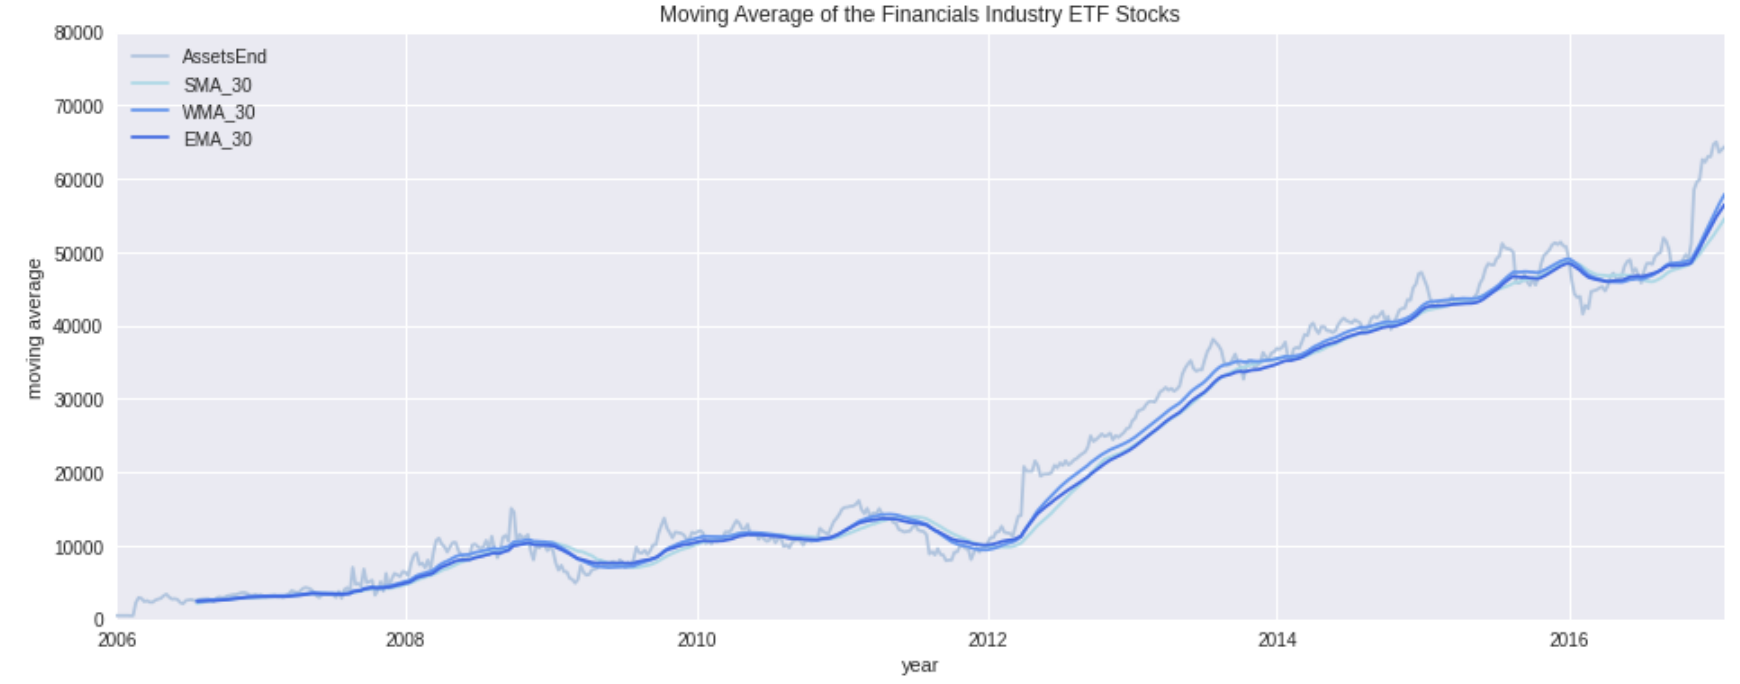 Moving Average of the Financials Industry ETF Stocks
80000
70000
60000
50000
40000
30000
20000
10000
0
moving average
AssetsEnd
SMA_30
WMA_30
EMA_30
2006 2008 2010 2012 2014 2016
year